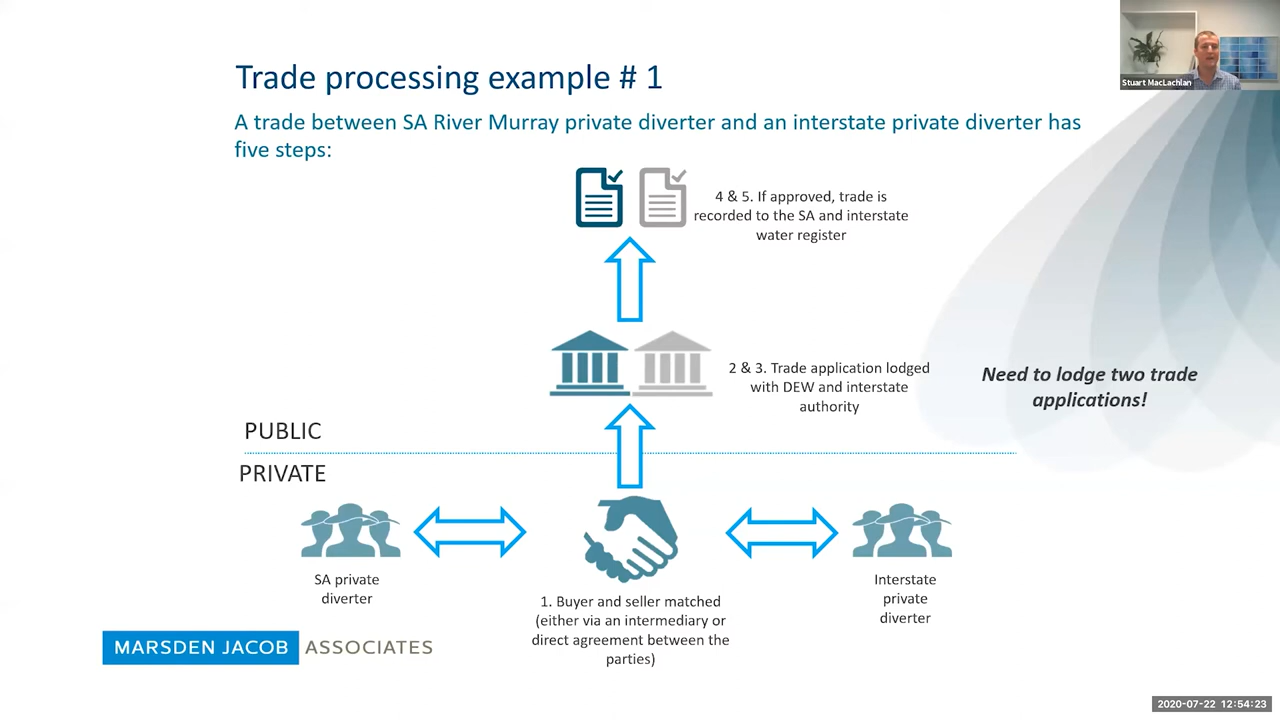 Trade processing example # 1
A trade between SA River Murray private diverter and an interstate private diverter has
five steps:
Stuart MacLachlan
4 & 5. If approved, trade is
recorded to the SA and interstate
water register
2 & 3. Trade application lodged
with DEW and interstate
authority
Need to lodge two trade
applications!
PUBLIC
PRIVATE
SA private
diverter
1. Buyer and seller matched
(either via an intermediary or
direct agreement between the
parties)
Interstate
private
diverter
MARSDEN JACOB ASSOCIATES
2020-07-22 12:54:23